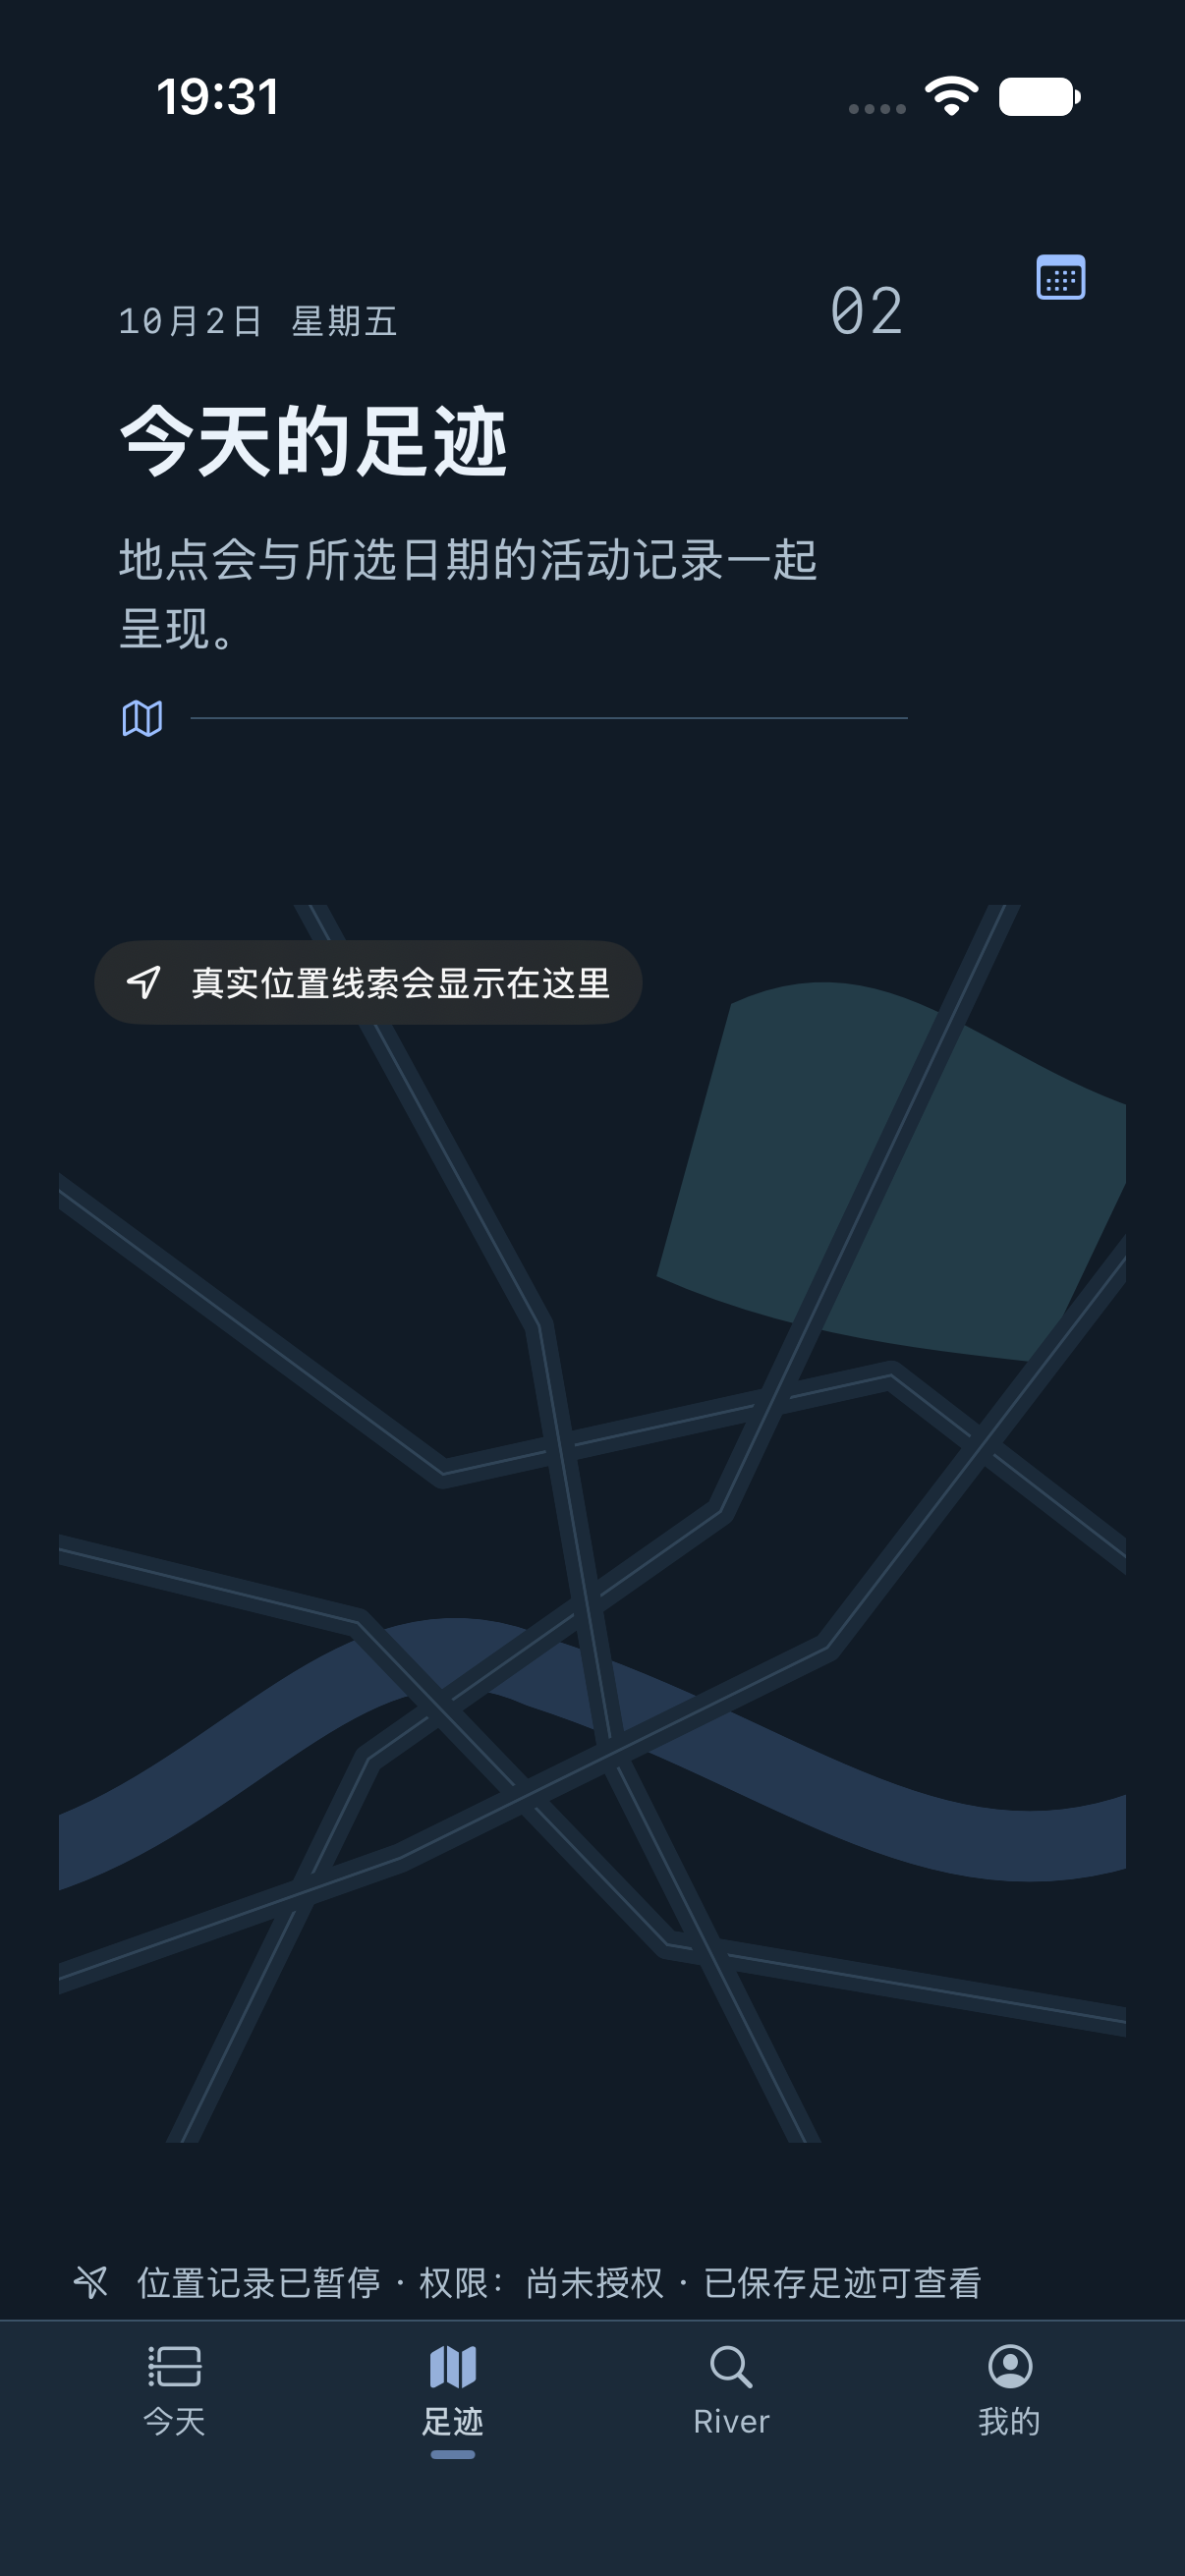 19:31
10月2日 星期五
02
今天的足迹
地点会与所选日期的活动记录一起
呈现。
真实位置线索会显示在这里
位置记录已暂停 · 权限：尚未授权 · 已保存足迹可查看
今天
足迹
River
我的